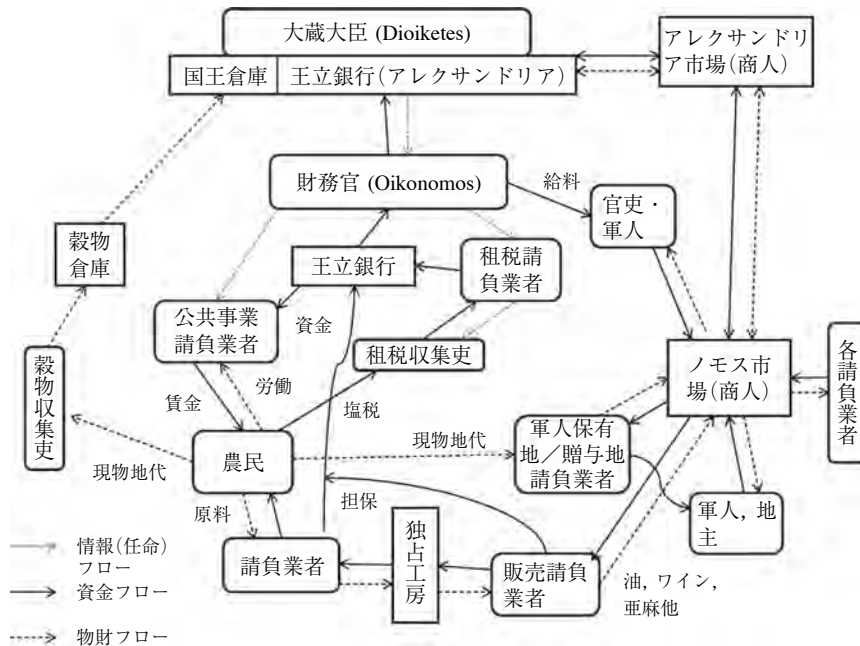 大蔵大臣 (Dioiketes)
国王倉庫
王立銀行(アレクサンドリア)
アレクサンドリ
ア市場(商人)
財務官 (Oikonomos)
給料
官吏・
軍人
穀物
倉庫
王立銀行
租税請
負業者
公共事業
請負業者
資金
租税収集吏
穀物収集吏
賃金
労働
塩税
ノモス市
場(商人)
各請負業者
現物地代
農民
現物地代
軍人保有
地/贈与地
請負業者
原料
担保
軍人,地
主
請負業者
独占工房
販売請負
業者
油,ワイン,
亜麻他
情報(任命)
フロー
資金フロー
物財フロー